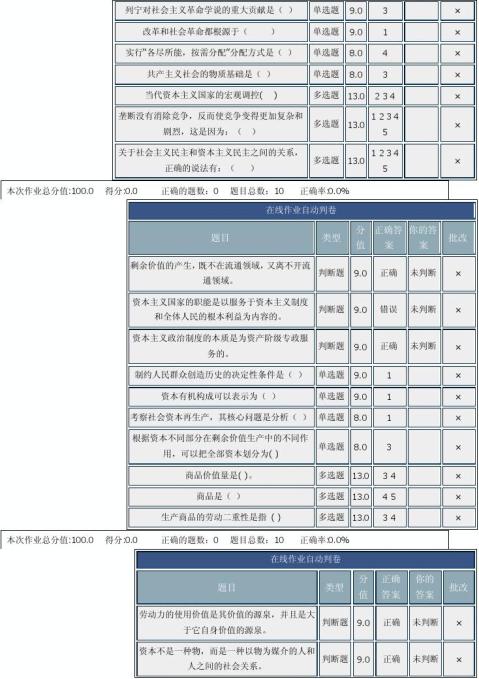 列宁对社会主义革命学说的重大贡献是（ ） 单选题 9.0 3 ×
改革和社会革命都根源于（ ） 单选题 9.0 1 ×
实行"各尽所能，按需分配"分配方式是（ ） 单选题 8.0 4 ×
共产主义社会的物质基础是（ ） 单选题 8.0 3 ×
当代资本主义国家的宏观调控( ) 多选题 13.0 2 3 4 ×
垄断没有消除竞争，反而使竞争变得更加复杂和
剧烈，这是因为：（ ） 多选题 13.0 1 2 3 4
5 ×
关于社会主义民主和资本主义民主之间的关系，
正确的说法有：（ ） 多选题 13.0 1 2 3 4
5 ×
本次作业总分值:100.0 得分:0.0 正确的题数：0 题目总数：10 正确率:0.0%
在线作业自动判卷
题目 类型 分
值 正确答
案 你的答
案 批改
剩余价值的产生，既不在流通领域，又离不开流
通领域。 判断题 9.0 正确 未判断 ×
资本主义国家的职能是以服务于资本主义制度
和全体人民的根本利益为内容的。 判断题 9.0 错误 未判断 ×
资本主义政治制度的本质是为资产阶级专政服
务的。 判断题 9.0 正确 未判断 ×
制约人民群众创造历史的决定性条件是（ ） 单选题 9.0 1 ×
资本有机构成可以表示为（ ） 单选题 9.0 1 ×
考察社会资本再生产，其核心问题是分析（ ） 单选题 8.0 1 ×
根据资本不同部分在剩余价值生产中的不同作
用，可以把全部资本划分为( ) 单选题 8.0 3 ×
商品价值量是( )。 多选题 13.0 3 4 ×
商品是（ ） 多选题 13.0 4 5 ×
生产商品的劳动二重性是指 ( ) 多选题 13.0 3 4 ×
本次作业总分值:100.0 得分:0.0 正确的题数：0 题目总数：10 正确率:0.0%
在线作业自动判卷
题目 类型 分
值 正确
答案 你的
答案 批改
劳动力的使用价值是其价值的源泉，并且是大
于它自身价值的源泉。 判断题 9.0 正确 未判断 ×
资本不是一种物，而是一种以物为媒介的人和
人之间的社会关系。 判断题 9.0 正确 未判断 ×